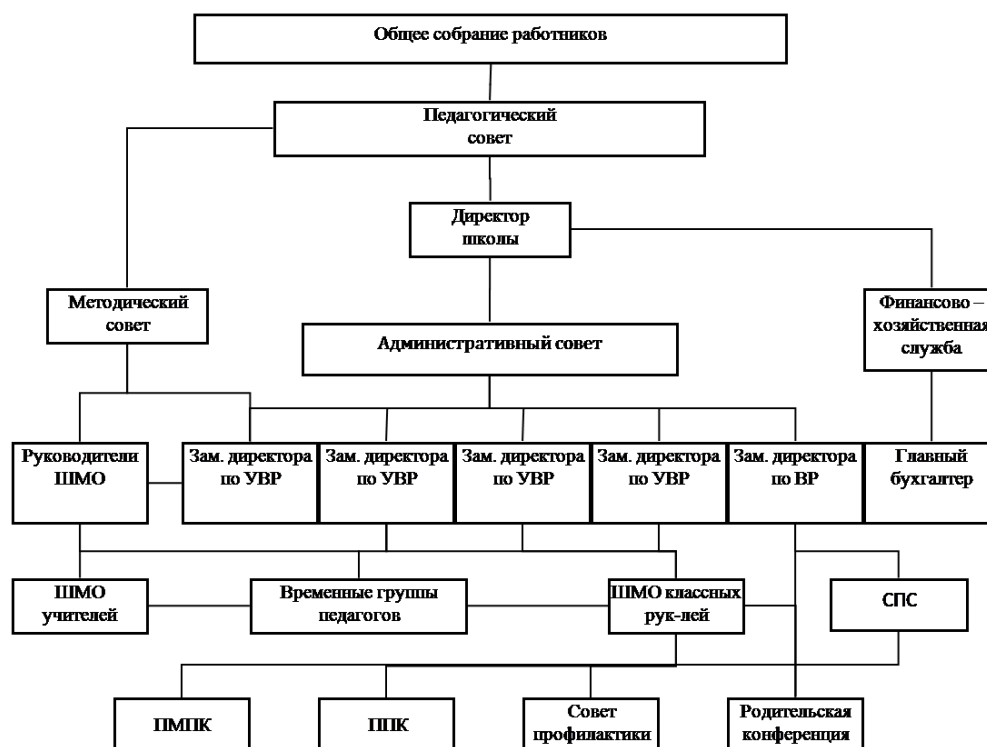 Общее собрание работников
Педагогический
совет
Директор
школы
Методический
совет
Финансово –
хозяйственная
служба
Административный совет
Руководители
ШМО
Зам. директора
по УВР
Зам. директора
по УВР
Зам. директора
по УВР
Зам. директора
по УВР
Зам. директора
по ВР
Главный
бухгалтер
ШМО
учителей
Временные группы
педагогов
ШМО классных
рук-лей
СПС
ПМПК
ППК
Совет
профилактики
Родительская
конференция